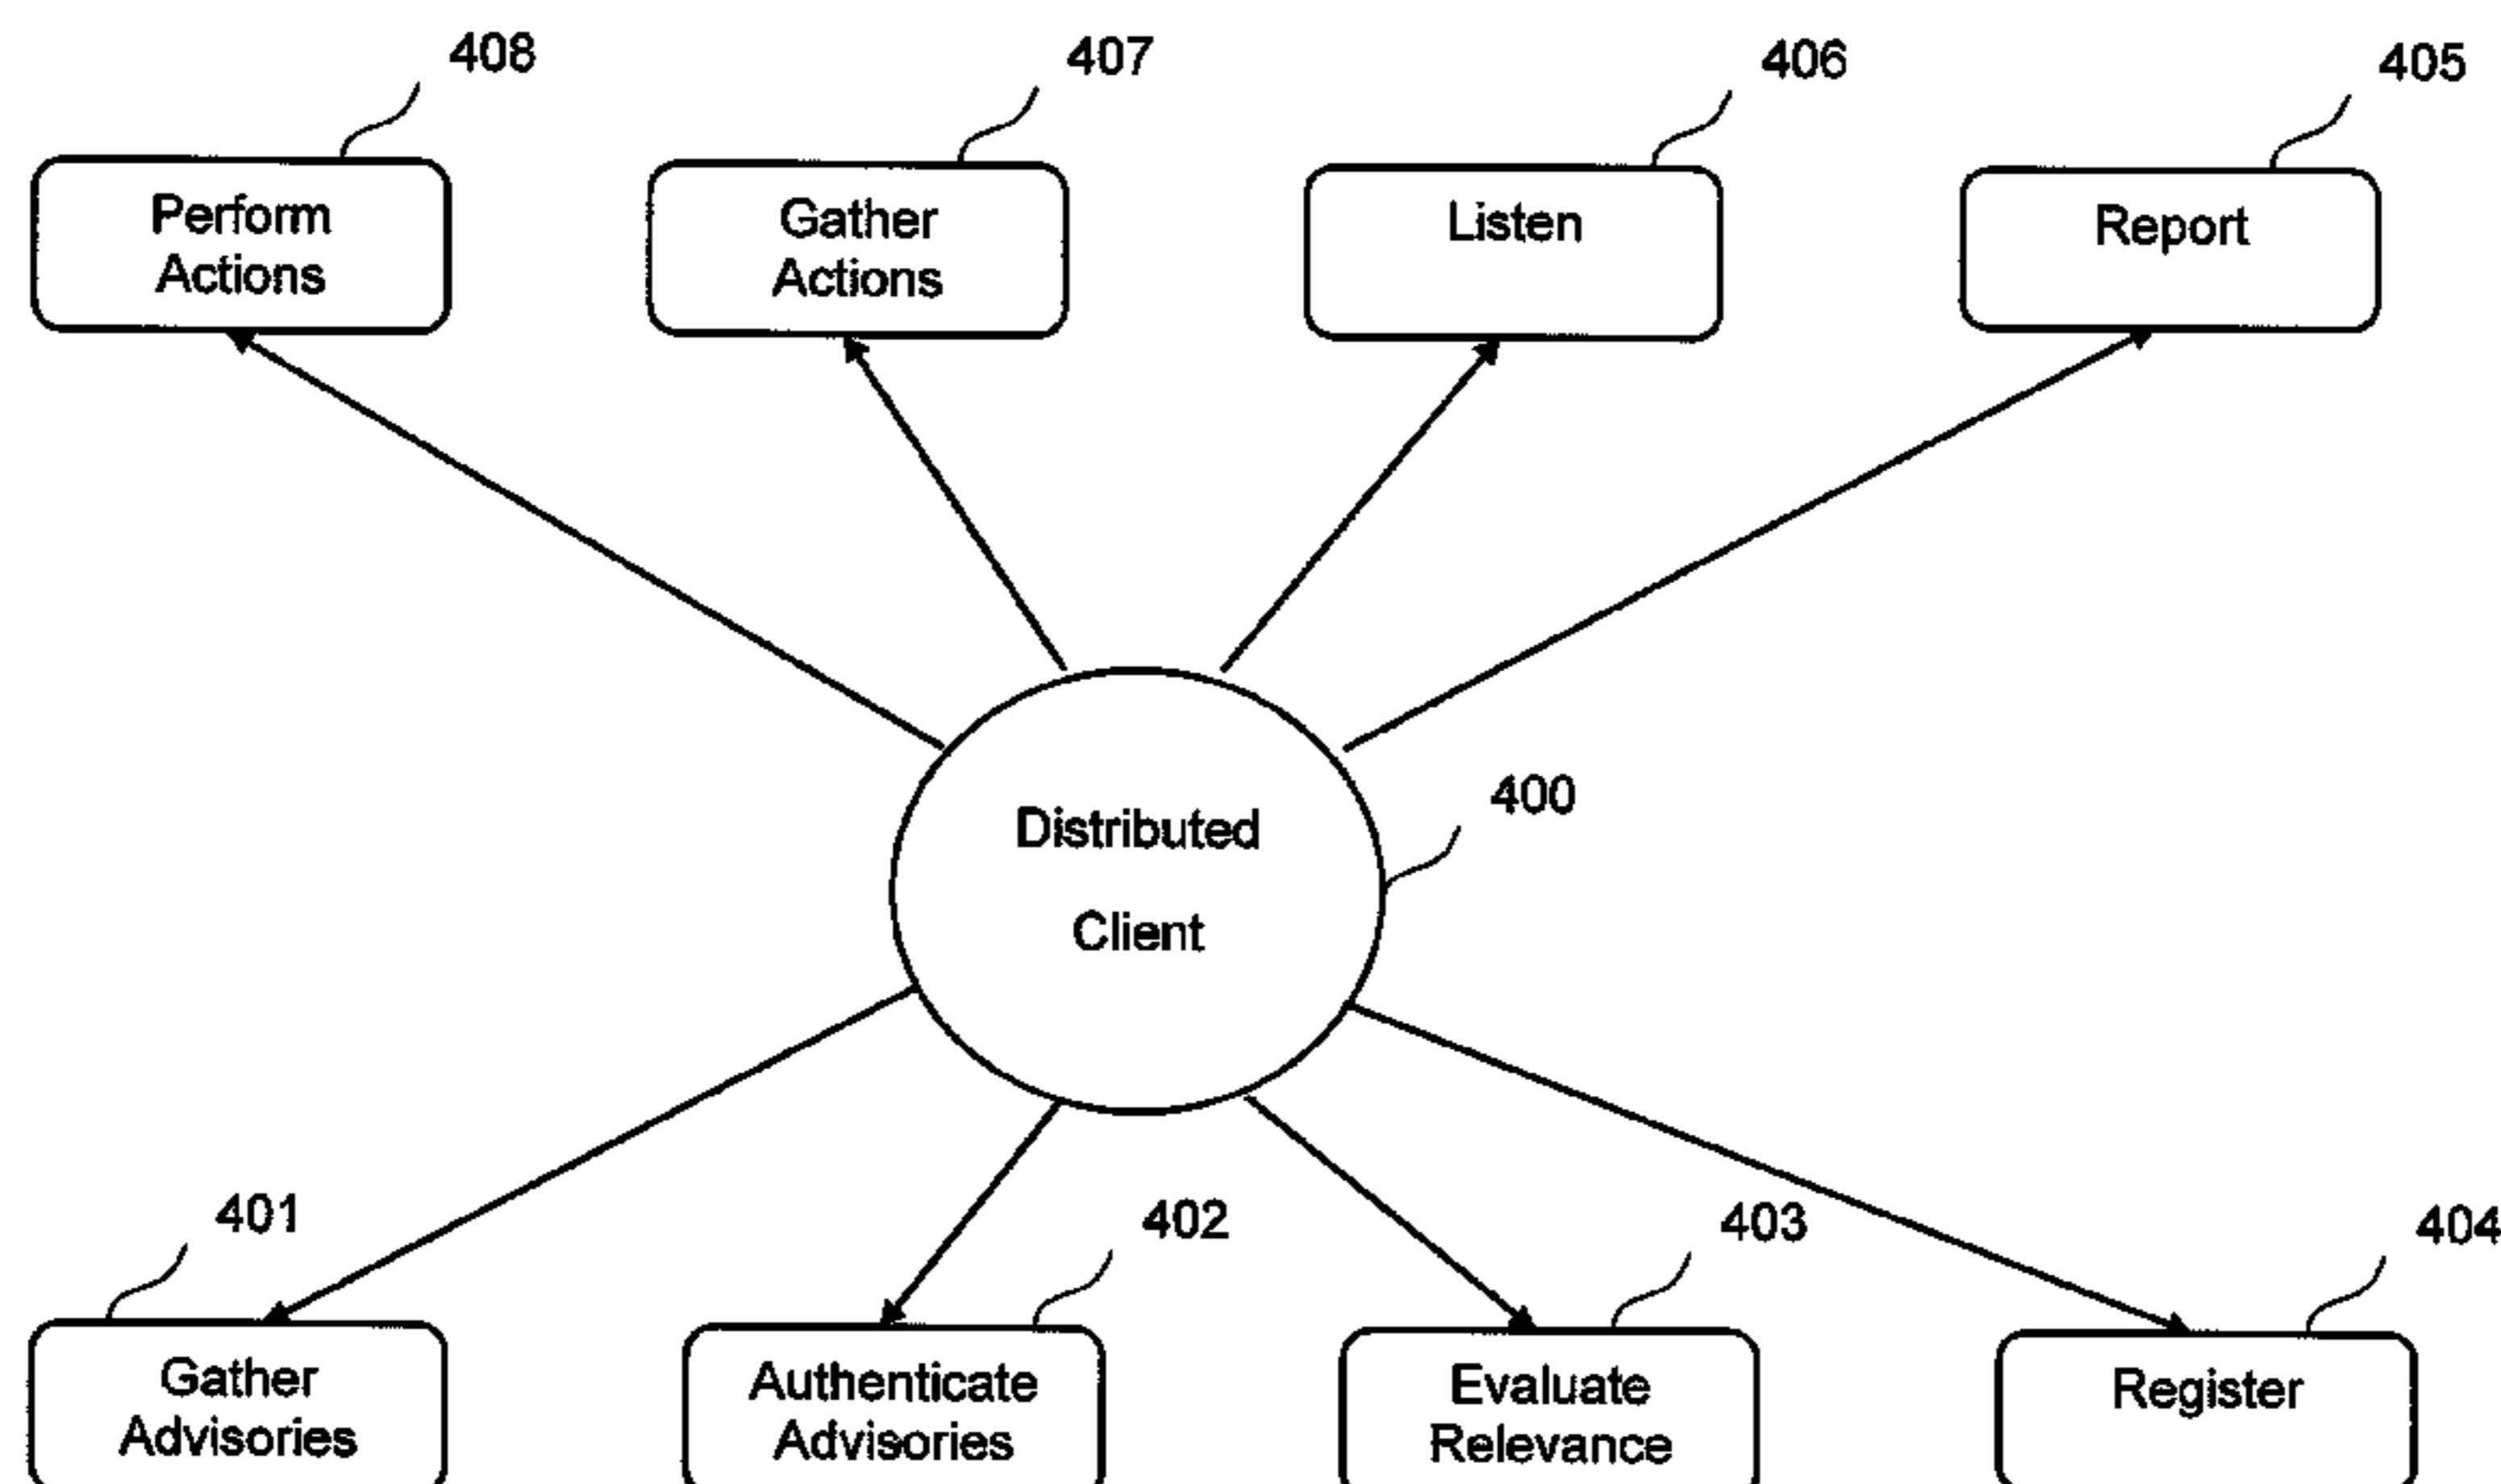 408
407
406
405
Perform
Actions
Gather
Actions
Listen
Report
400
Distributed
Client
401
402
403
404
Gather
Advisories
Authenticate
Advisories
Evaluate
Relevance
Register